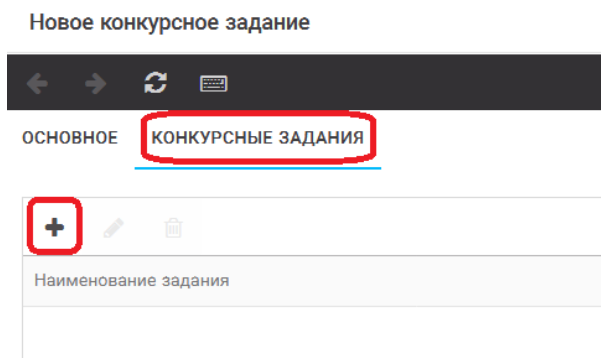 Новое конкурсное задание
ОСНОВНОЕ КОНКУРСНЫЕ ЗАДАНИЯ
Наименование задания